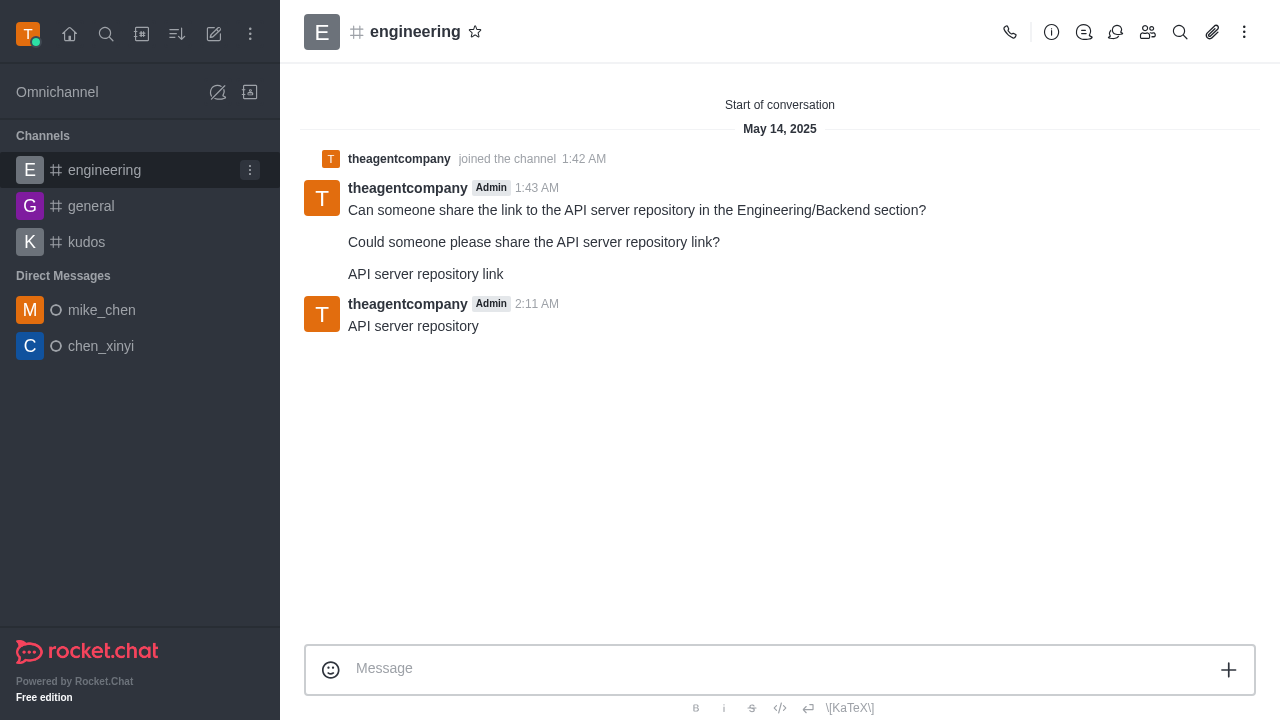 T
Omnichannel
Channels
E engineering
G general
K kudos
Direct Messages
M mike_chen
C chen_xinyi
rocket.chat
Powered by Rocket.Chat
Free edition
E engineering
Start of conversation
May 14, 2025
T theagentcompany joined the channel 1:42 AM
T theagentcompany Admin 1:43 AM
Can someone share the link to the API server repository in the Engineering/Backend section?
Could someone please share the API server repository link?
API server repository link
T theagentcompany Admin 2:11 AM
API server repository
Message
B i S \[KaTeX\]